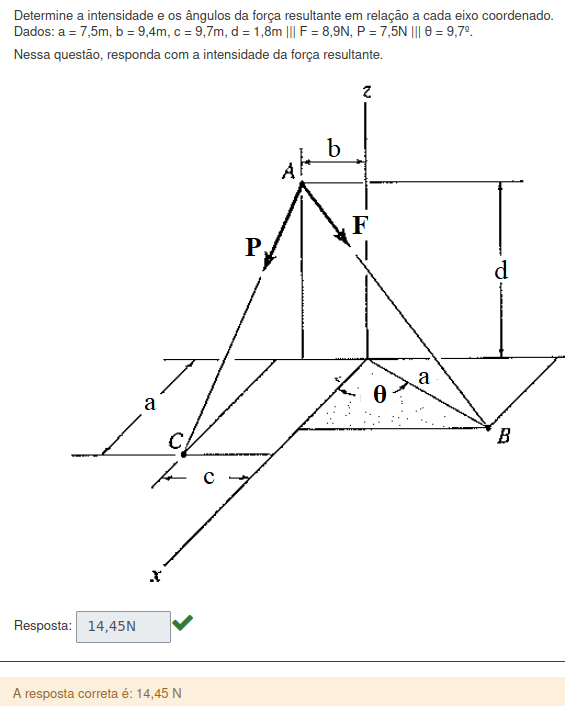 Determine a intensidade e os ângulos da força resultante em relação a cada eixo coordenado.
Dados: a = 7,5m, b = 9,4m, c = 9,7m, d = 1,8m ||| F = 8,9N, P = 7,5N ||| θ = 9,7º.
Nessa questão, responda com a intensidade da força resultante.
z
b
A
F
P
d
a
θ
a
C
B
c
x
Resposta: 14,45N
A resposta correta é: 14,45 N